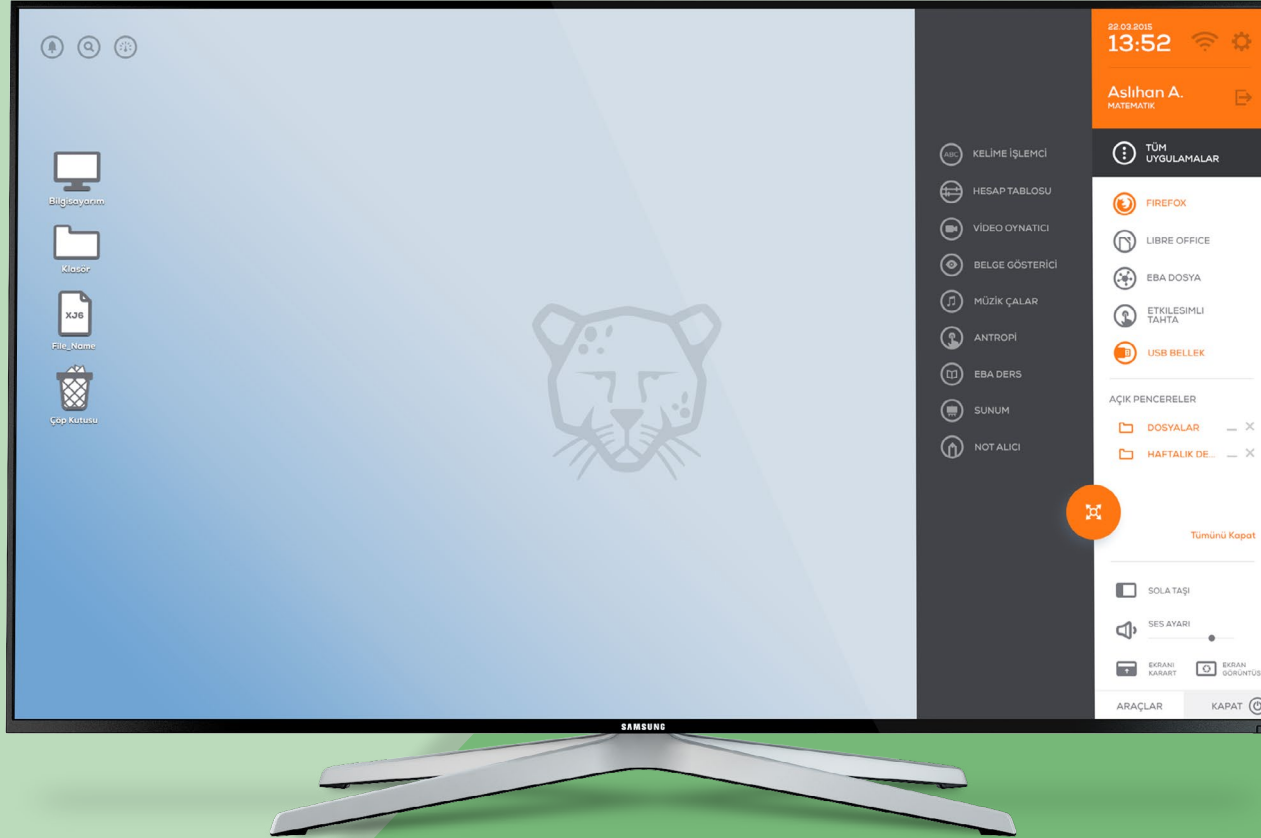 22.03.2015
13:52
Aslıhan A.
MATEMATIK
TÜM
UYGULAMALAR
FIREFOX
LIBRE OFFICE
EBA DOSYA
ETKILESIMLI
TAHTA
USB BELLEK
AÇIK PENCERELER
DOSYALAR
HAFTALIK DE...
Tümünü Kapat
SOLA TAŞI
SES AYARI
EKRANI
KARART
EKRAN
GÖRÜNTÜS
ARAÇLAR
KAPAT
ABC
KELİME İŞLEMCİ
HESAP TABLOSU
VİDEO OYNATICI
BELGE GÖSTERİCİ
MÜZİK ÇALAR
ANTROPİ
EBA DERS
SUNUM
NOT ALICI
Bilgisayarım
Klasör
XJ6
File_Name
Çöp Kutusu
SAMSUNG